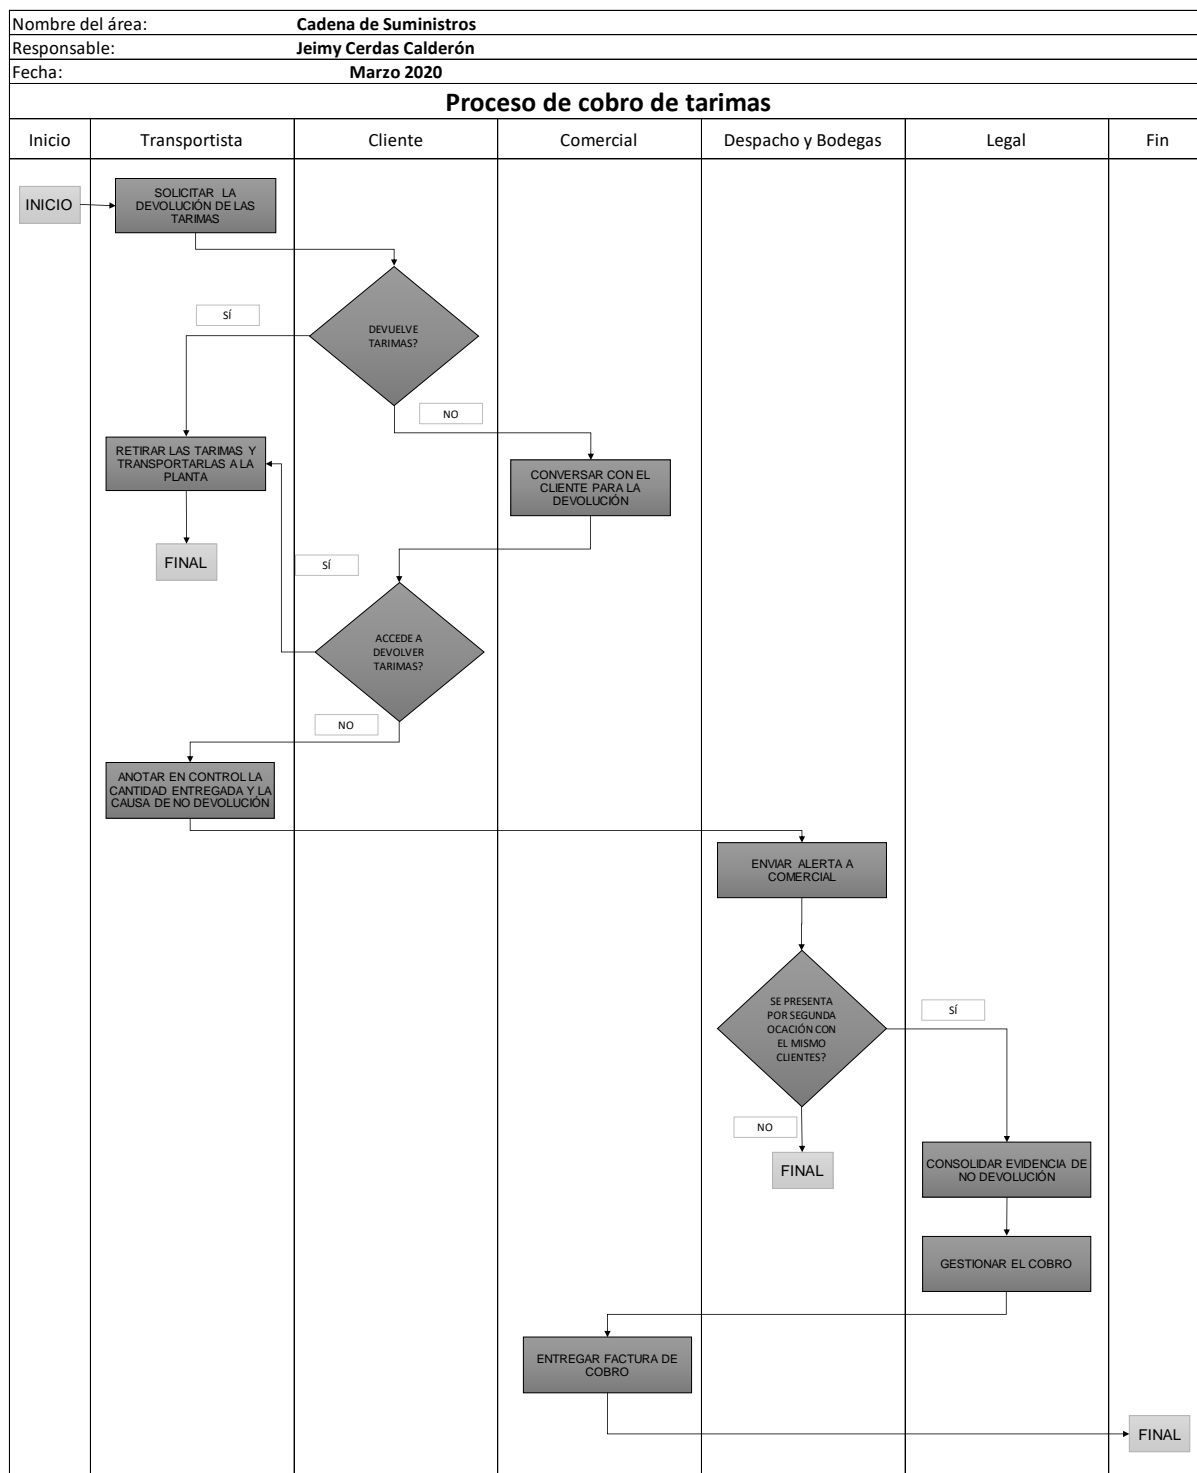 Nombre del área: Cadena de Suministros
Responsable: Jeimy Cerdas Calderón
Fecha: Marzo 2020
Proceso de cobro de tarimas
Inicio Transportista Cliente Comercial Despacho y Bodegas Legal Fin
INICIO
SOLICITAR LA
DEVOLUCIÓN DE LAS
TARIMAS
DEVUELVE
TARIMAS?
SÍ
NO
RETIRAR LAS TARIMAS Y
TRANSPORTARLAS A LA
PLANTA
CONVERSAR CON EL
CLIENTE PARA LA
DEVOLUCIÓN
FINAL
SÍ
ACCEDE A
DEVOLVER
TARIMAS?
NO
ANOTAR EN CONTROL LA
CANTIDAD ENTREGADA Y LA
CAUSA DE NO DEVOLUCIÓN
ENVIAR ALERTA A
COMERCIAL
SE PRESENTA
POR SEGUNDA
OCACIÓN CON
EL MISMO
CLIENTES?
SÍ
NO
FINAL
CONSOLIDAR EVIDENCIA DE
NO DEVOLUCIÓN
GESTIONAR EL COBRO
ENTREGAR FACTURA DE
COBRO
FINAL